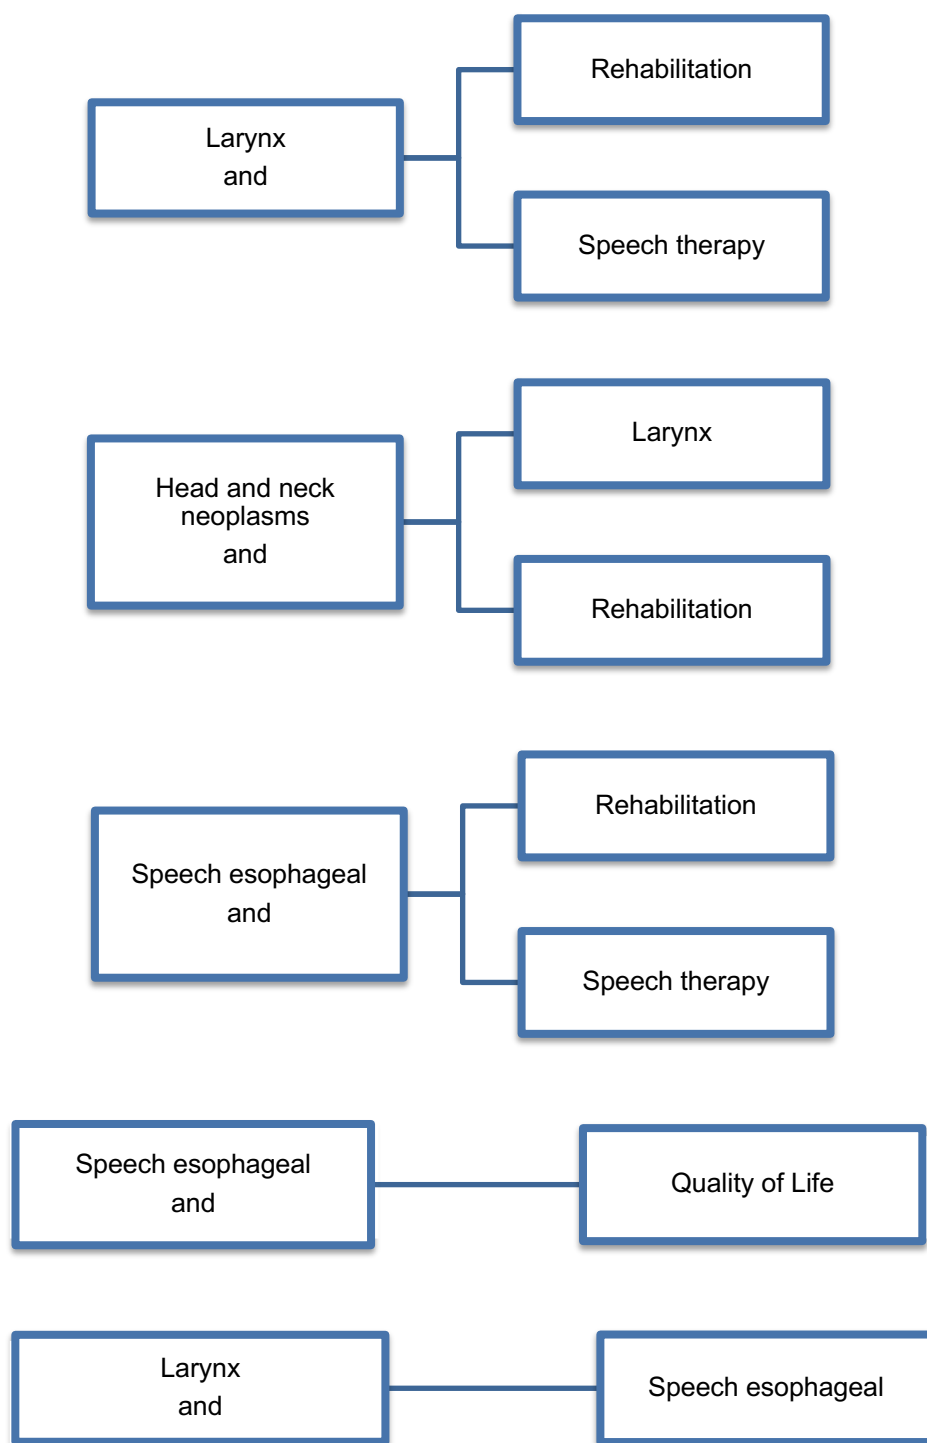 Larynx
and
Rehabilitation
Speech therapy
Head and neck
neoplasms
and
Larynx
Rehabilitation
Speech esophageal
and
Rehabilitation
Speech therapy
Speech esophageal
and
Quality of Life
Larynx
and
Speech esophageal